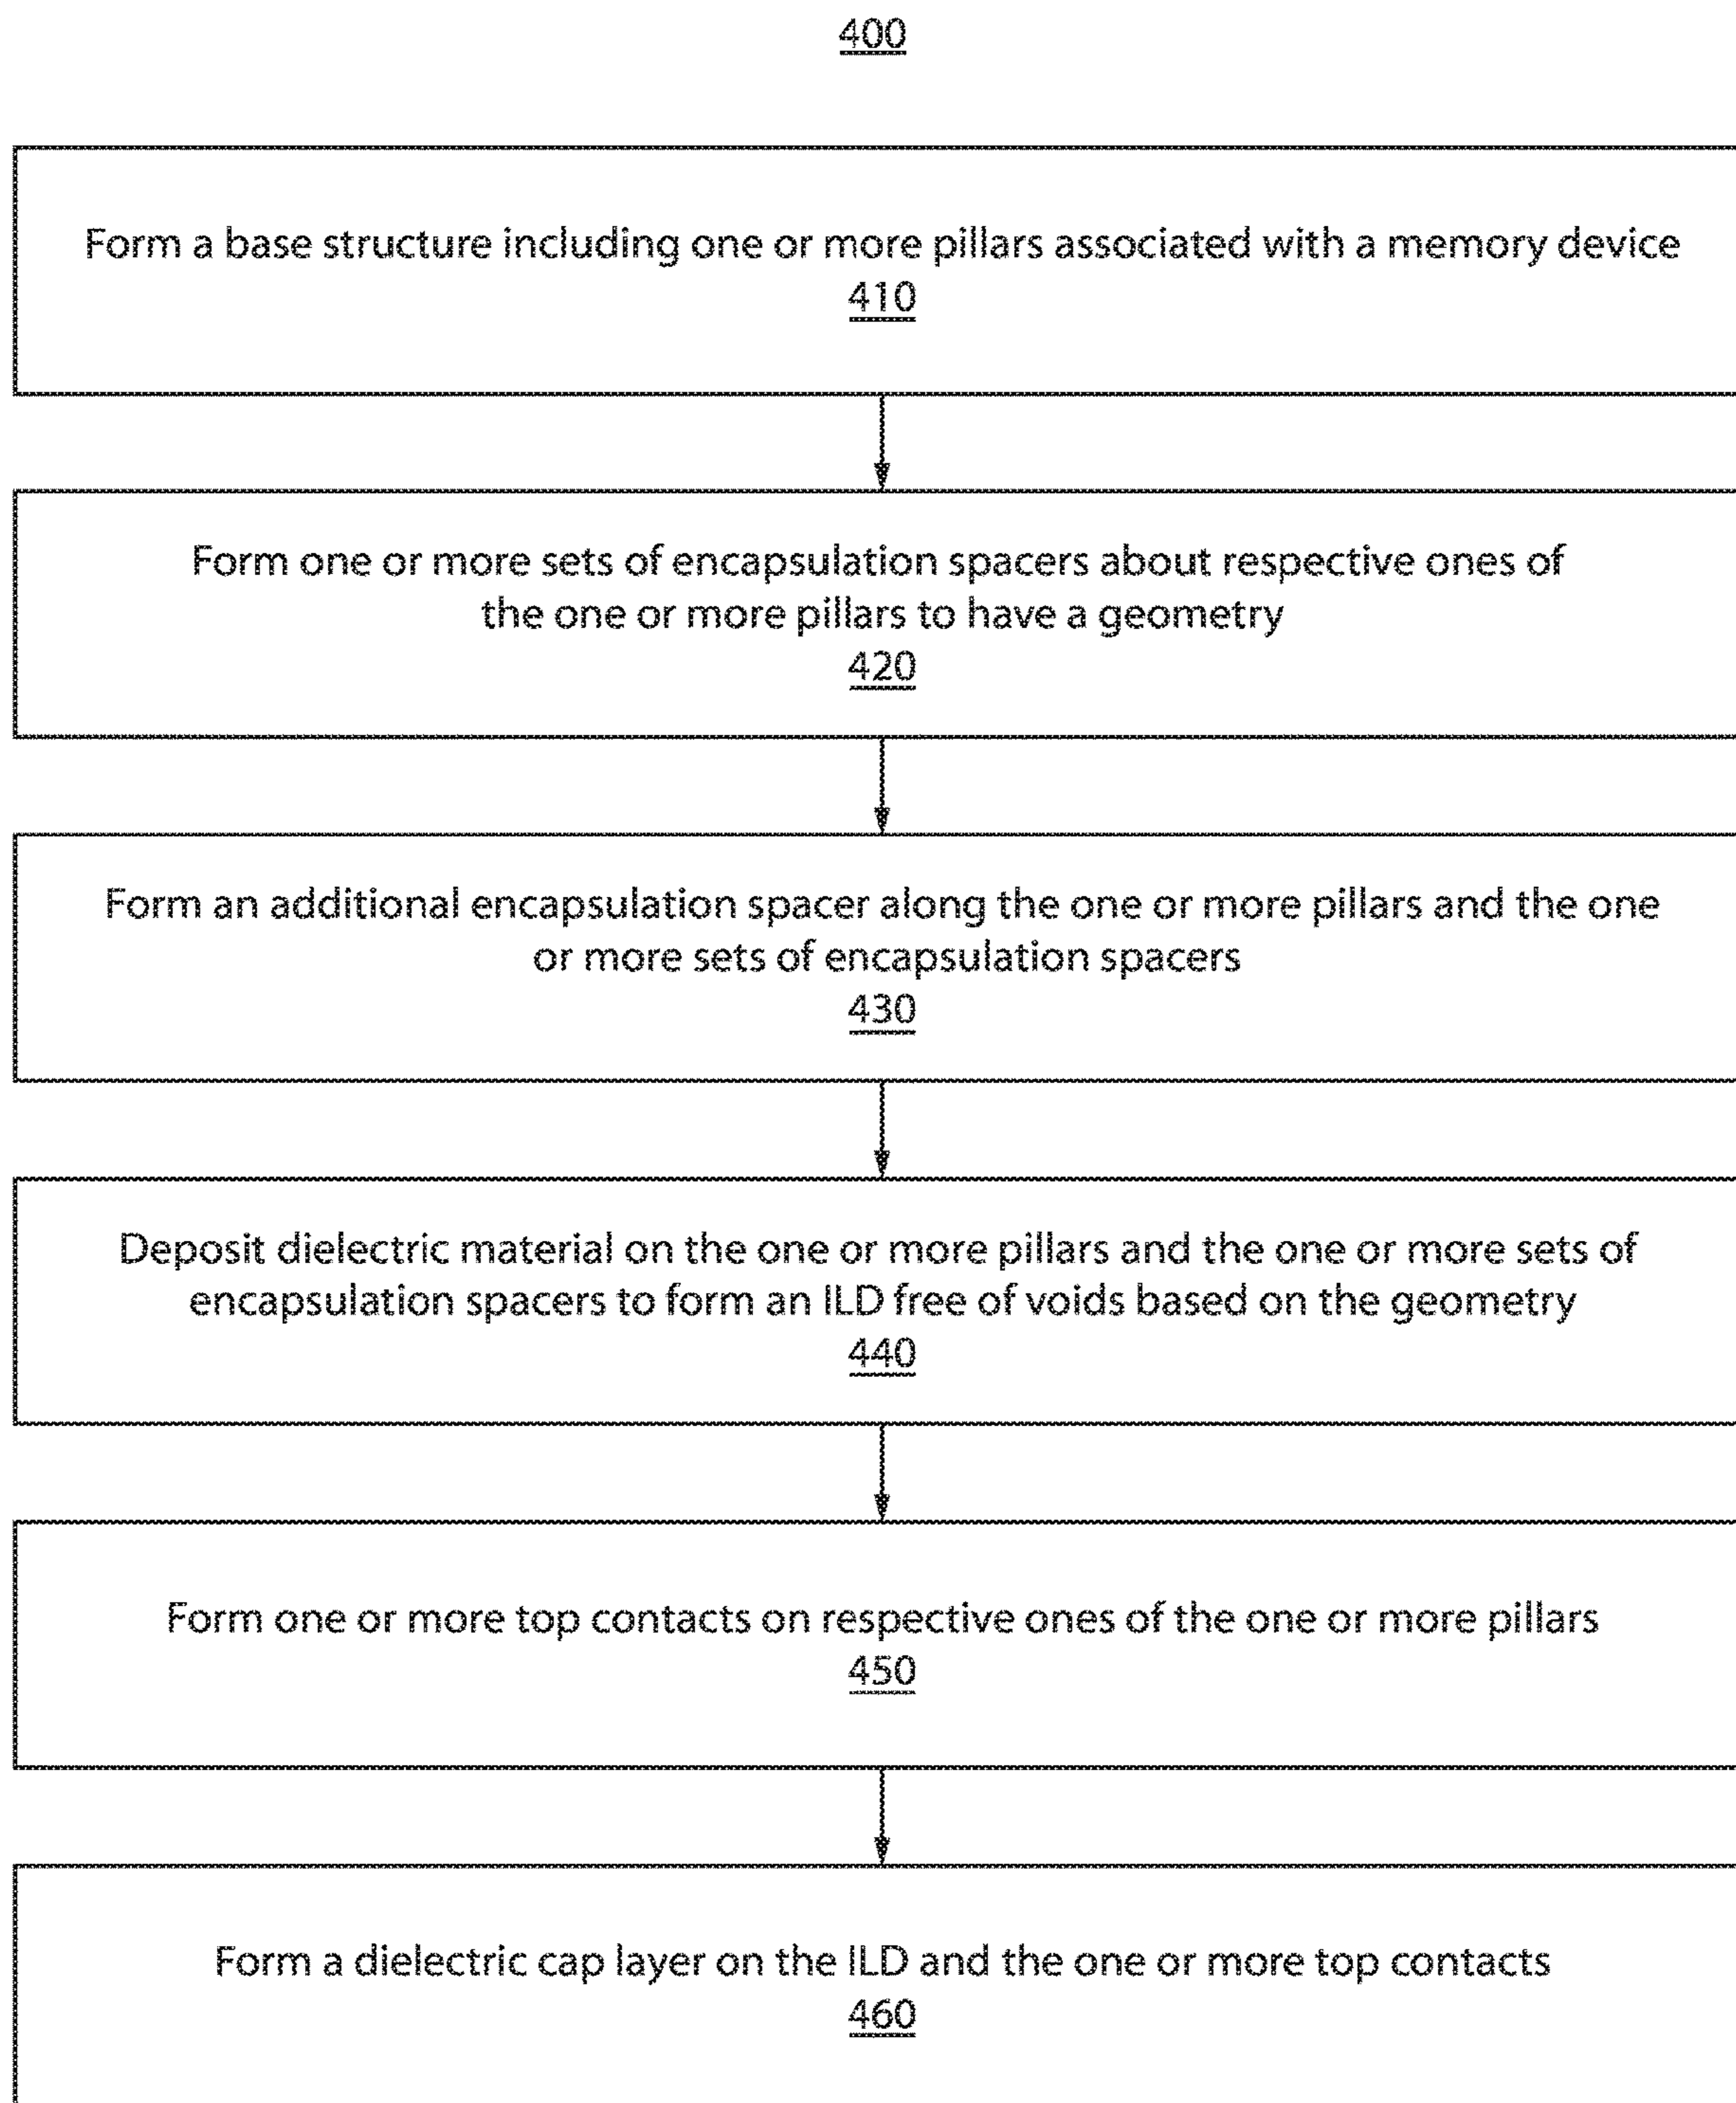 400
Form a base structure including one or more pillars associated with a memory device
410
Form one or more sets of encapsulation spacers about respective ones of
the one or more pillars to have a geometry
420
Form an additional encapsulation spacer along the one or more pillars and the one
or more sets of encapsulation spacers
430
Deposit dielectric material on the one or more pillars and the one or more sets of
encapsulation spacers to form an ILD free of voids based on the geometry
440
Form one or more top contacts on respective ones of the one or more pillars
450
Form a dielectric cap layer on the ILD and the one or more top contacts
460